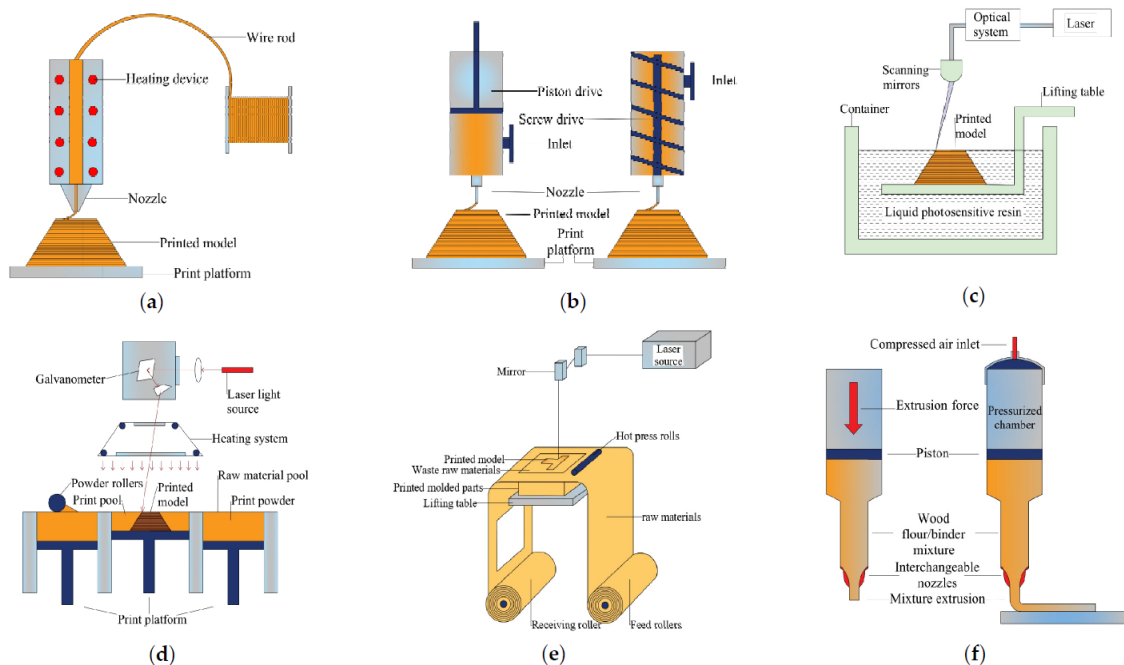 Wire rod
Heating device
Nozzle
Printed model
Print platform
(a)
Piston drive
Screw drive
Inlet
Inlet
Nozzle
Printed model
Print
platform
(b)
Optical
system
Laser
Scanning
mirrors
Lifting table
Container
Printed
model
Liquid photosensitive resin
(c)
Galvanometer
Laser light
source
Heating system
Powder rollers
Print pool
Printed
model
Raw material pool
Print powder
Print
platform
(d)
Laser
source
Mirror
Hot press rolls
Printed model
Waste raw materials
Printed molded parts
Lifting table
raw materials
Receiving roller
Feed rollers
(e)
Compressed air inlet
Extrusion force
Pressurized
chamber
Piston
Wood
flour/binder
mixture
Interchangeable
nozzles
Mixture extrusion
(f)